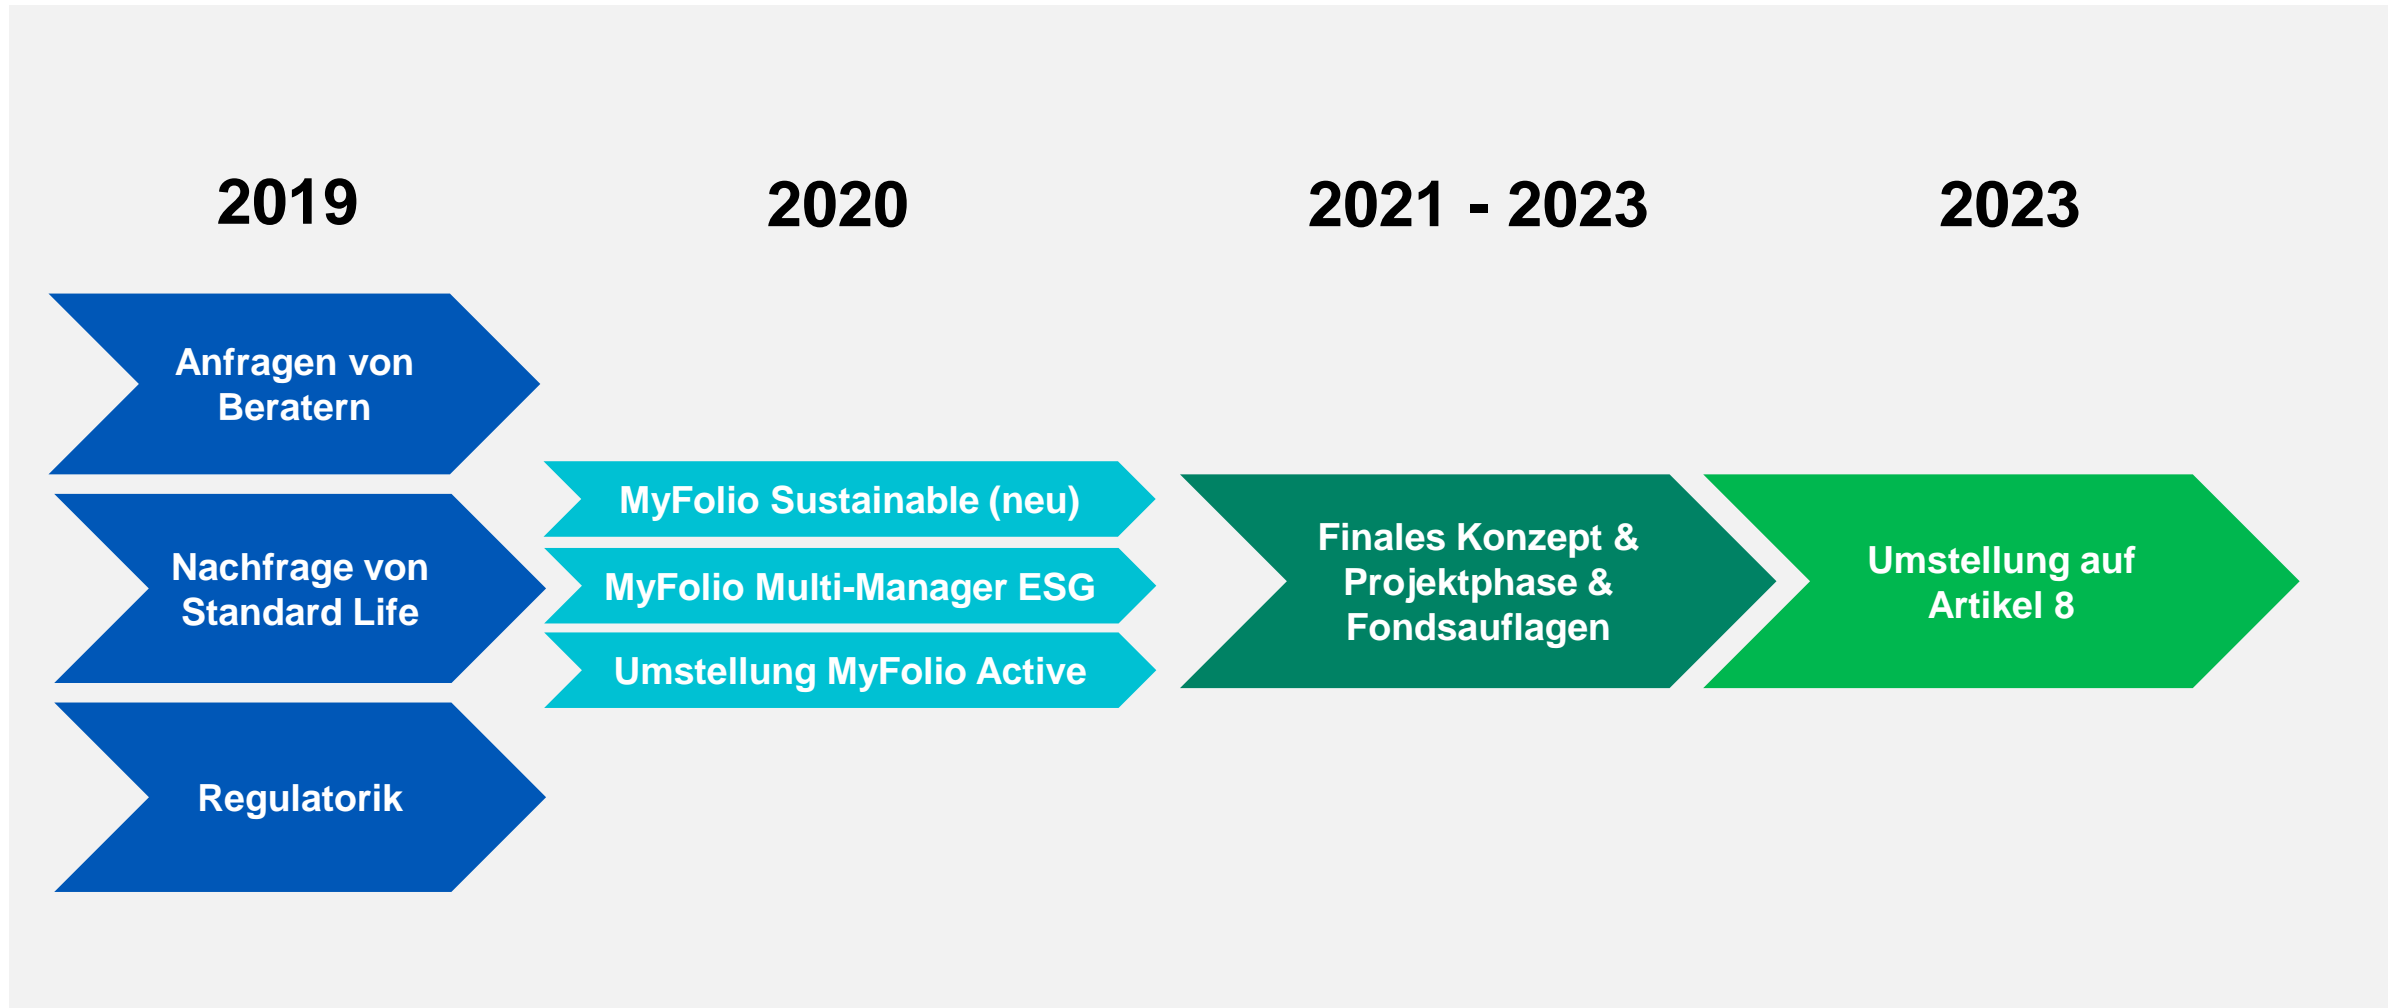 2019
2020
2021 - 2023
2023
Anfragen von
Beratern
Nachfrage von
Standard Life
Regulatorik
MyFolio Sustainable (neu)
MyFolio Multi-Manager ESG
Umstellung MyFolio Active
Finales Konzept &
Projektphase &
Fondsauflagen
Umstellung auf
Artikel 8